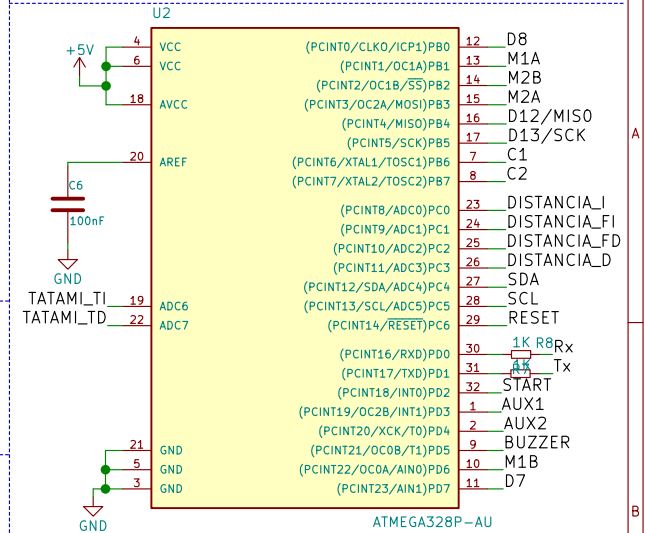 U2
+5V
4 VCC (PCINT0/CLKO/ICP1)PB0 12 D8
6 VCC (PCINT1/OC1A)PB1 13 M1A
(PCINT2/OC1B/SS)PB2 14 M2B
18 AVCC (PCINT3/OC2A/MOSI)PB3 15 M2A
(PCINT4/MISO)PB4 16 D12/MISO
(PCINT5/SCK)PB5 17 D13/SCK
20 AREF (PCINT6/XTAL1/TOSC1)PB6 7 C1
(PCINT7/XTAL2/TOSC2)PB7 8 C2
C6
100nF
GND
(PCINT8/ADC0)PC0 23 DISTANCIA_I
(PCINT9/ADC1)PC1 24 DISTANCIA_FI
(PCINT10/ADC2)PC2 25 DISTANCIA_FD
(PCINT11/ADC3)PC3 26 DISTANCIA_D
(PCINT12/SDA/ADC4)PC4 27 SDA
TATAMI_TI 19 ADC6 (PCINT13/SCL/ADC5)PC5 28 SCL
TATAMI_TD 22 ADC7 (PCINT14/RESET)PC6 29 RESET
(PCINT16/RXD)PD0 30 1K R8 Rx
(PCINT17/TXD)PD1 31 Tx
(PCINT18/INT0)PD2 32 START
(PCINT19/OC2B/INT1)PD3 1 AUX1
(PCINT20/XCK/T0)PD4 2 AUX2
21 GND (PCINT21/OC0B/T1)PD5 9 BUZZER
5 GND (PCINT22/OC0A/AIN0)PD6 10 M1B
3 GND (PCINT23/AIN1)PD7 11 D7
GND
ATMEGA328P-AU
A
B